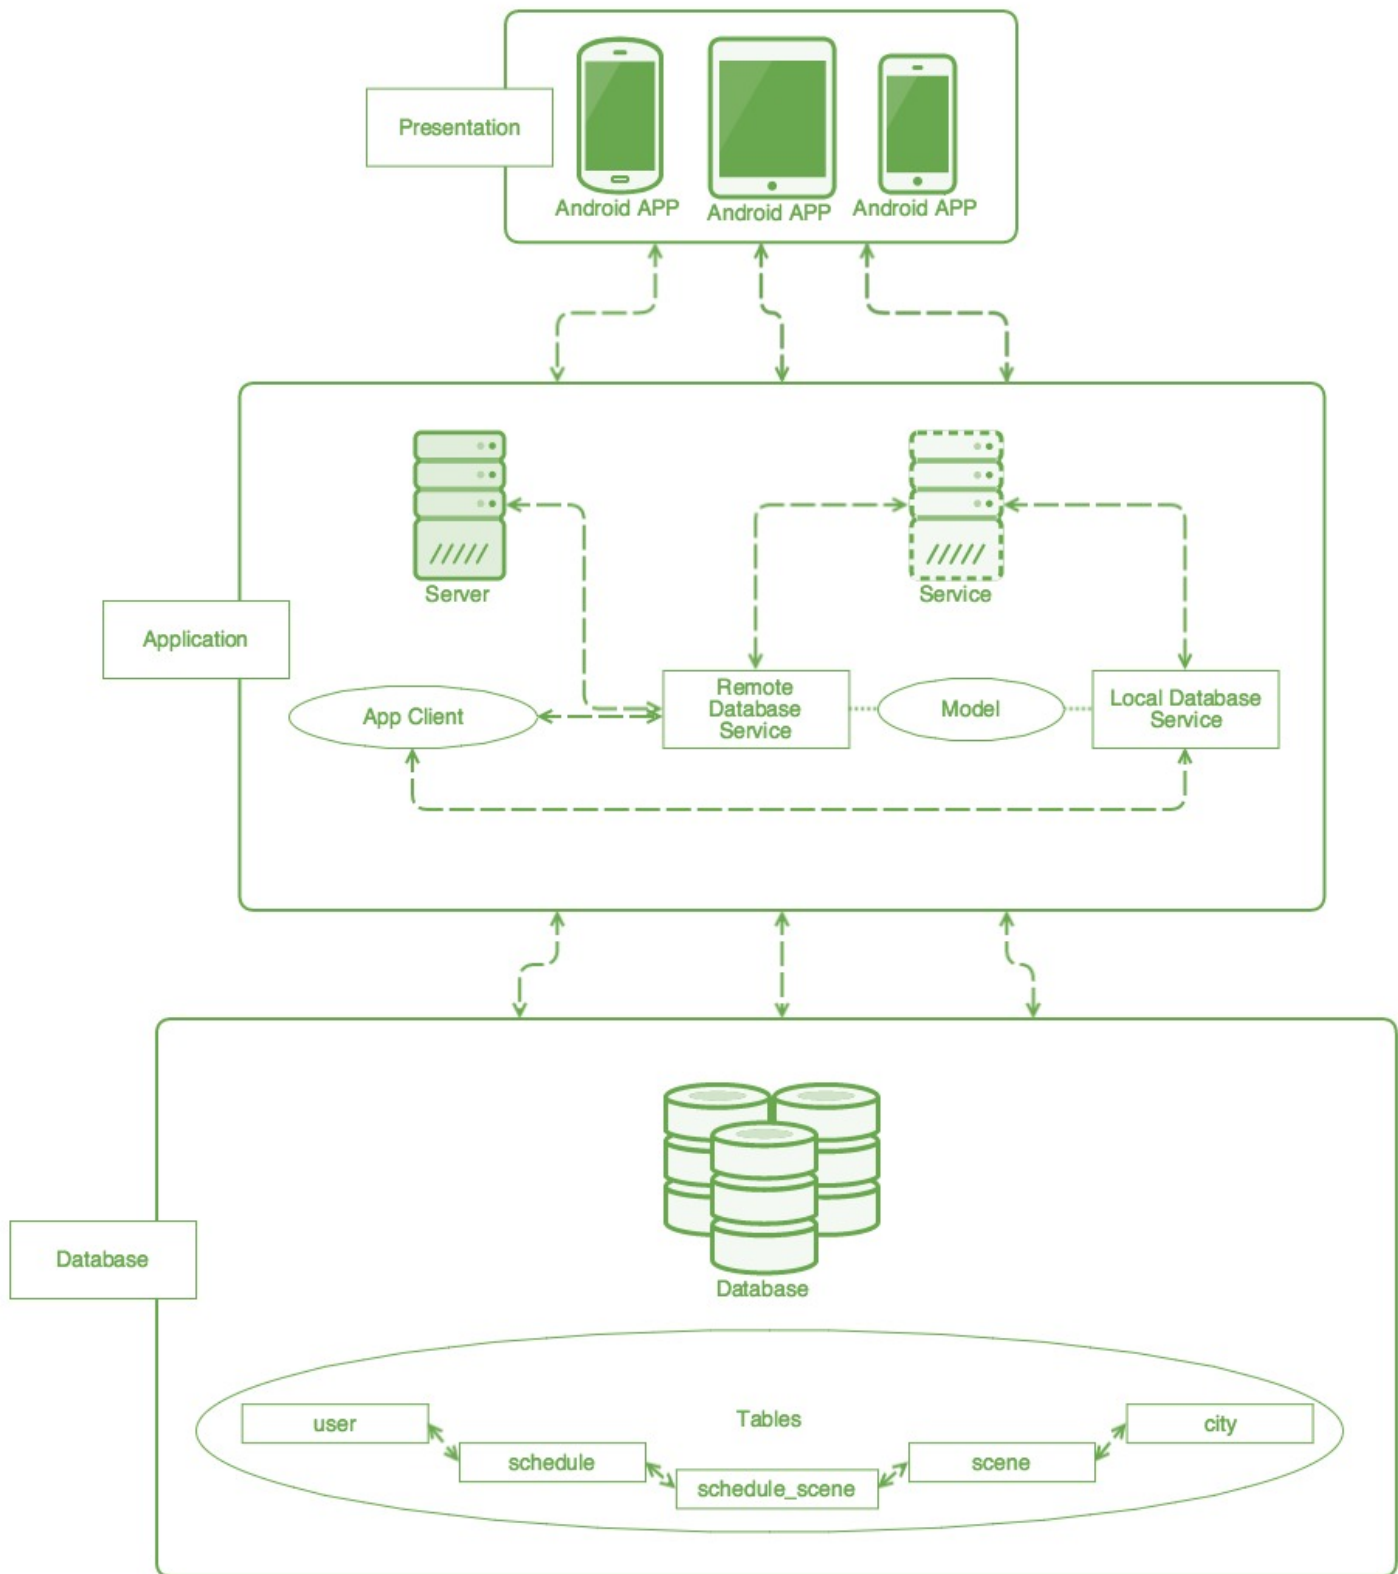 Presentation
Android APP
Android APP
Android APP
Server
Service
Application
App Client
Remote
Database
Service
Model
Local Database
Service
Database
Database
Tables
user
schedule
schedule_scene
scene
city